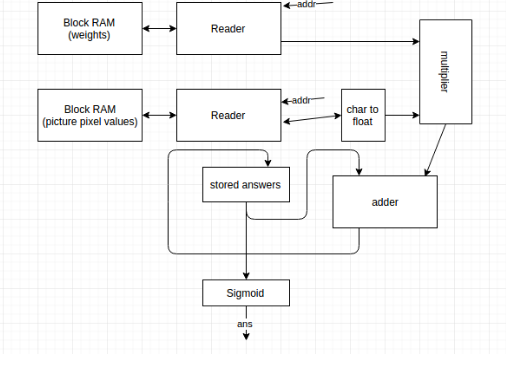 addr
Block RAM
(weights)
Reader
multiplier
Block RAM
(picture pixel values)
Reader
addr
char to
float
stored answers
adder
Sigmoid
ans